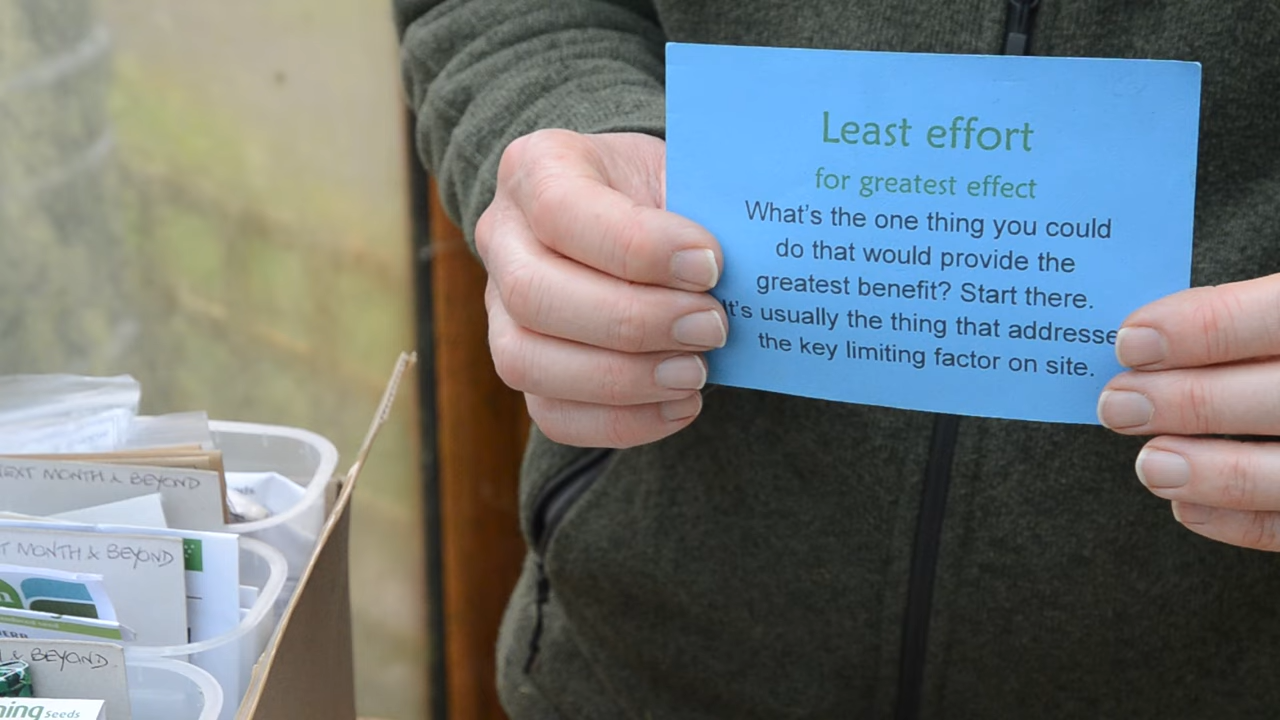 Least effort
for greatest effect
What's the one thing you could
do that would provide the
greatest benefit? Start there.
It's usually the thing that addresse
the key limiting factor on site.
NEXT MONTH & BEYOND
T MONTH & BEYOND
& BEYOND
ning Seeds